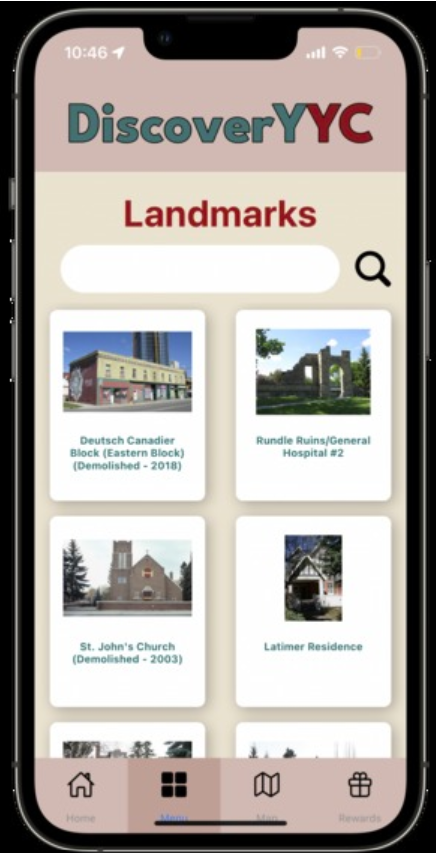 10:46
DiscoverYYC
Landmarks
Deutsch Canadier
Block (Eastern Block)
(Demolished - 2018)
Rundle Ruins/General
Hospital #2
St. John's Church
(Demolished - 2003)
Latimer Residence
Home
Menu
Map
Rewards